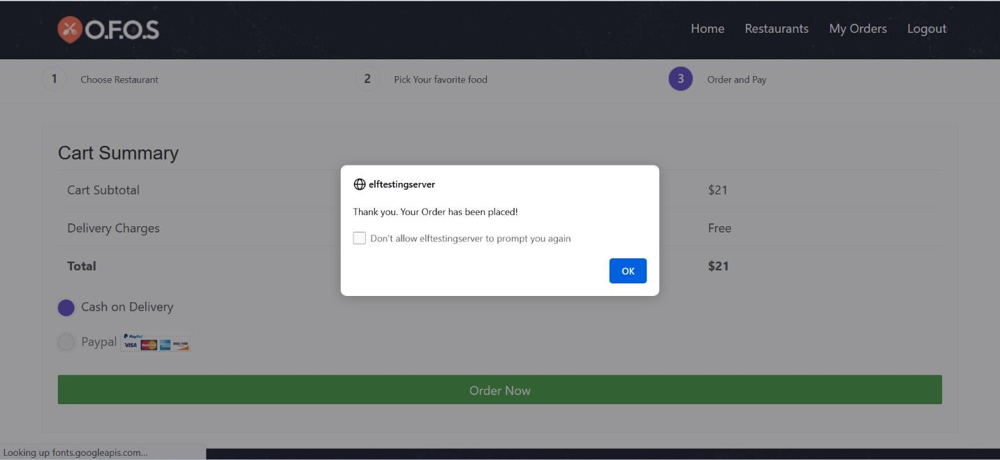 O.F.O.S
Home Restaurants My Orders Logout
1 Choose Restaurant 2 Pick Your favorite food 3 Order and Pay
Cart Summary
Cart Subtotal $21
Delivery Charges Free
Total $21
elftestingserver
Thank you. Your Order has been placed!
Don't allow elftestingserver to prompt you again
OK
Cash on Delivery
Paypal PayPal VISA MasterCard DISCOVER
Order Now
Looking up fonts.googleapis.com...